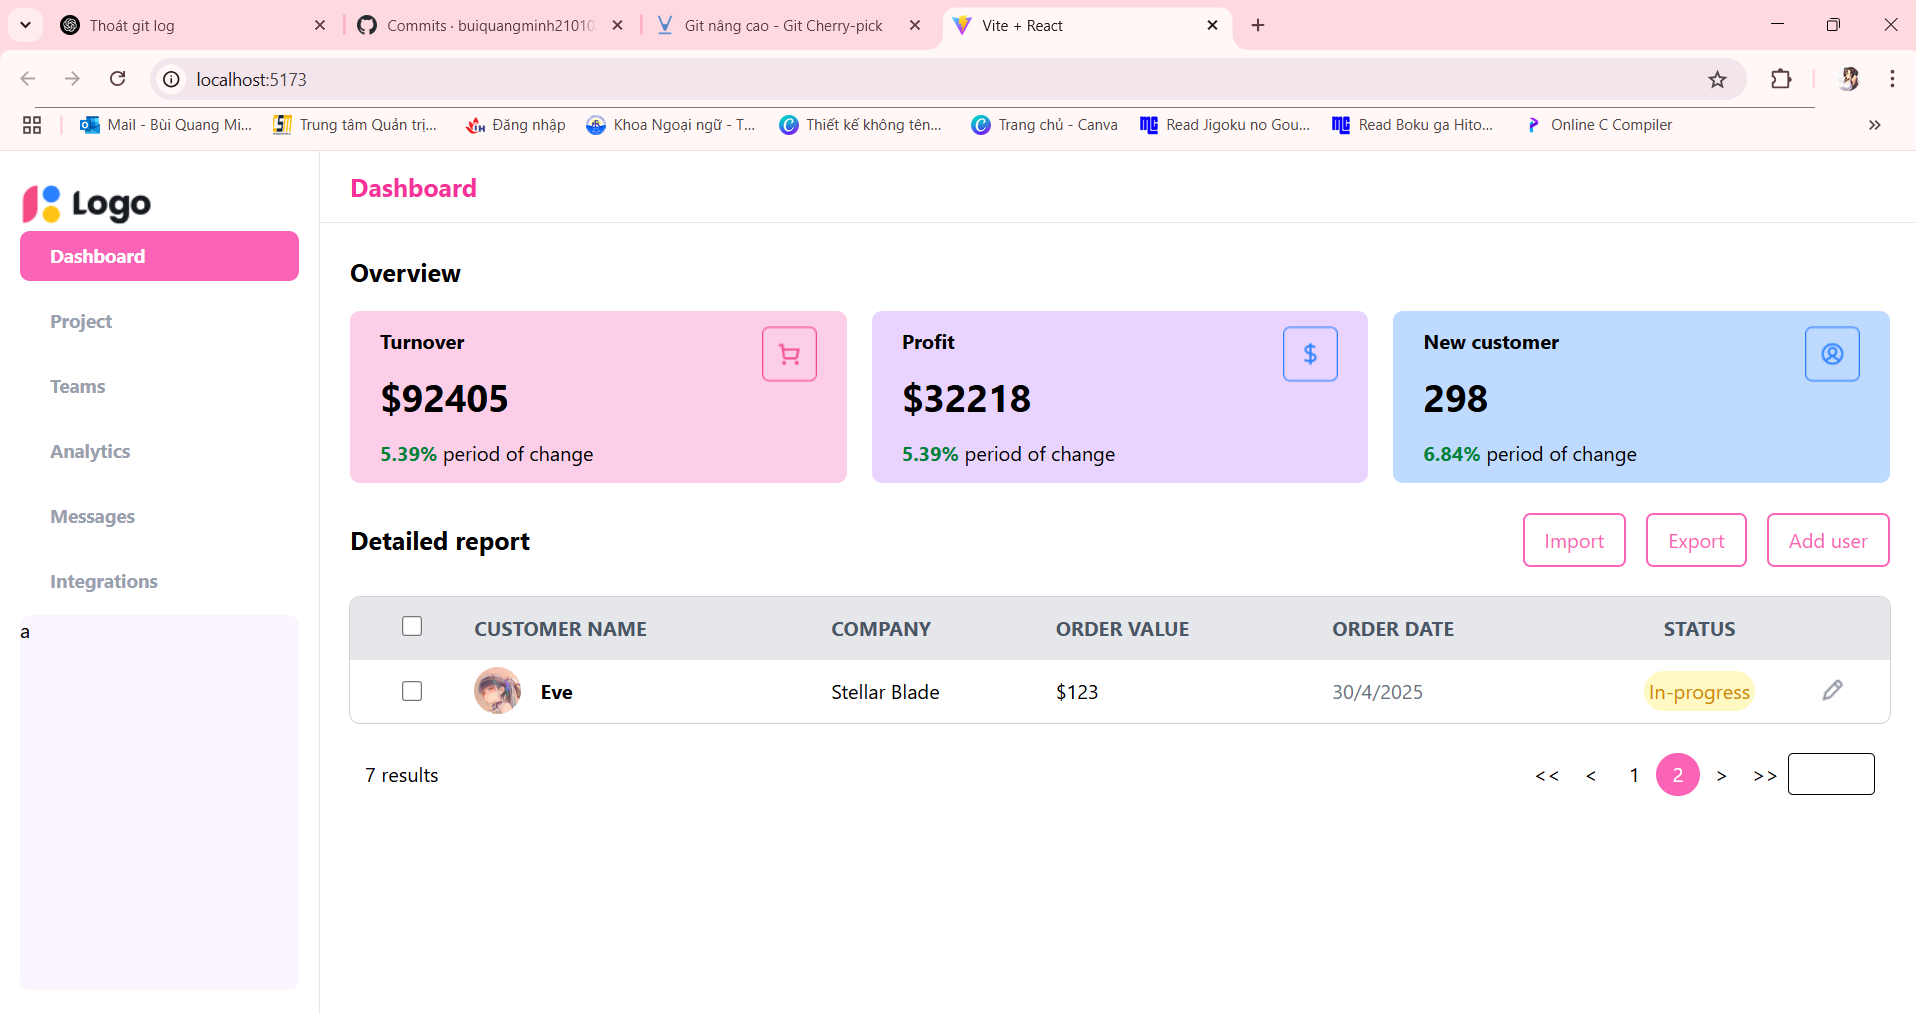 Thoát git log
Commits · buiquangminh21010
Git nâng cao - Git Cherry-pick
Vite + React
localhost:5173
Mail - Bùi Quang Mi...
Trung tâm Quản trị...
Đăng nhập
Khoa Ngoại ngữ - T...
Thiết kế không tên...
Trang chủ - Canva
Read Jigoku no Gou...
Read Boku ga Hito...
Online C Compiler
Logo
Dashboard
Project
Teams
Analytics
Messages
Integrations
a
Dashboard
Overview
Turnover
$92405
5.39% period of change
Profit
$
$32218
5.39% period of change
New customer
298
6.84% period of change
Detailed report
Import
Export
Add user
CUSTOMER NAME COMPANY ORDER VALUE ORDER DATE STATUS
Eve Stellar Blade $123 30/4/2025 In-progress
7 results
<< < 1 2 > >>